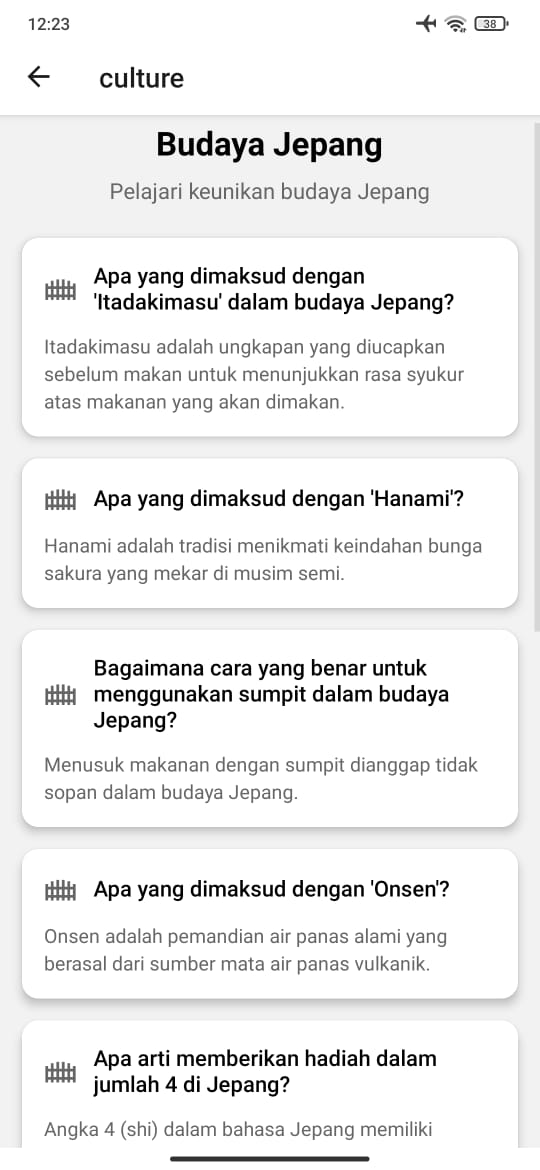 12:23
38
culture
Budaya Jepang
Pelajari keunikan budaya Jepang
Apa yang dimaksud dengan
'Itadakimasu' dalam budaya Jepang?
Itadakimasu adalah ungkapan yang diucapkan
sebelum makan untuk menunjukkan rasa syukur
atas makanan yang akan dimakan.
Apa yang dimaksud dengan 'Hanami'?
Hanami adalah tradisi menikmati keindahan bunga
sakura yang mekar di musim semi.
Bagaimana cara yang benar untuk
menggunakan sumpit dalam budaya
Jepang?
Menusuk makanan dengan sumpit dianggap tidak
sopan dalam budaya Jepang.
Apa yang dimaksud dengan 'Onsen'?
Onsen adalah pemandian air panas alami yang
berasal dari sumber mata air panas vulkanik.
Apa arti memberikan hadiah dalam
jumlah 4 di Jepang?
Angka 4 (shi) dalam bahasa Jepang memiliki